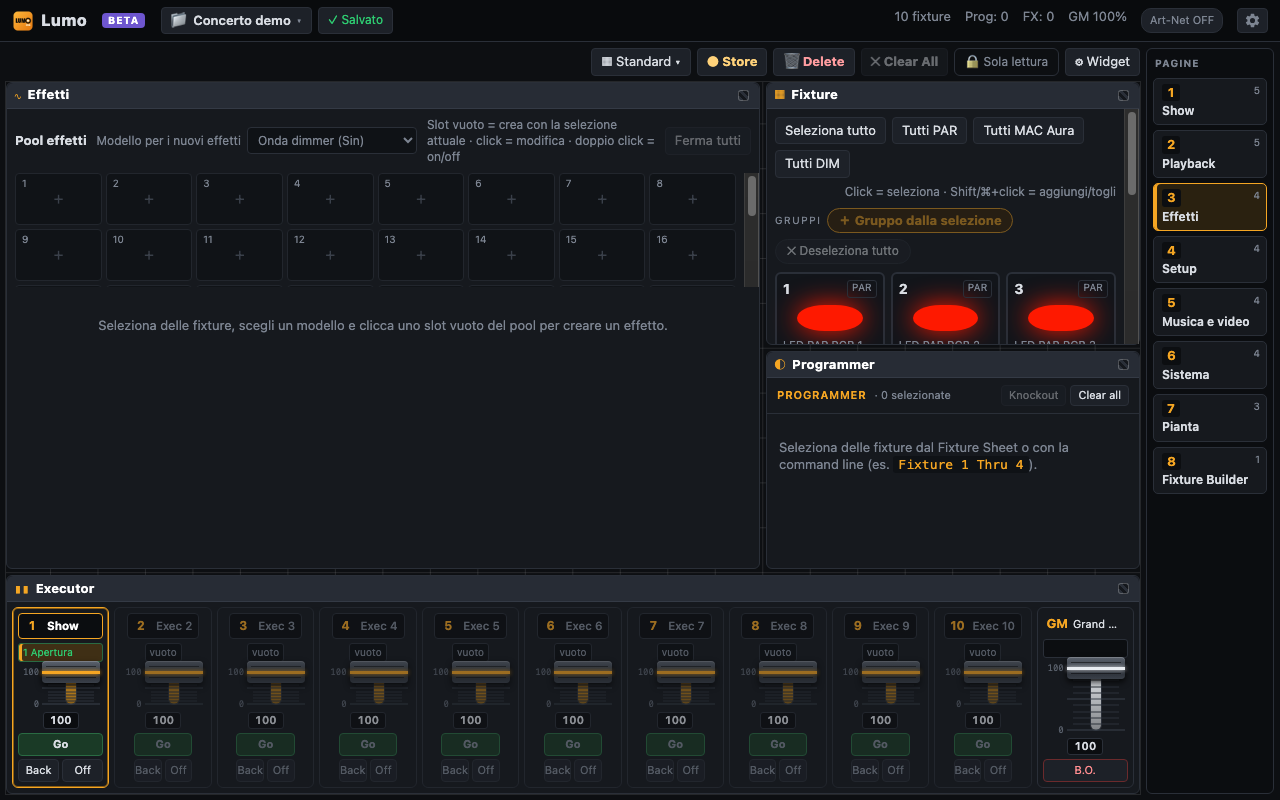 LUMO Lumo BETA Concerto demo ▾ ✓ Salvato 10 fixture Prog: 0 FX: 0 GM 100% Art-Net OFF
Standard ▾ Store Delete ✕ Clear All Sola lettura Widget
Effetti
Pool effetti Modello per i nuovi effetti Onda dimmer (Sin)
Slot vuoto = crea con la selezione
attuale · click = modifica · doppio click =
on/off
Ferma tutti
1 2 3 4 5 6 7 8
+ + + + + + + +
9 10 11 12 13 14 15 16
+ + + + + + + +
Seleziona delle fixture, scegli un modello e clicca uno slot vuoto del pool per creare un effetto.
Fixture
Seleziona tutto Tutti PAR Tutti MAC Aura
Tutti DIM
Click = seleziona · Shift/⌘+click = aggiungi/togli
GRUPPI + Gruppo dalla selezione
✕ Deseleziona tutto
1 PAR 2 PAR 3 PAR
LED PAR RGB 1 LED PAR RGB 2 LED PAR RGB 3
Programmer
PROGRAMMER · 0 selezionate Knockout Clear all
Seleziona delle fixture dal Fixture Sheet o con la
command line (es. Fixture 1 Thru 4).
PAGINE
1 5
Show
2 5
Playback
3 4
Effetti
4 4
Setup
5 4
Musica e video
6 4
Sistema
7 3
Pianta
8 1
Fixture Builder
Executor
1 Show 2 Exec 2 3 Exec 3 4 Exec 4 5 Exec 5 6 Exec 6 7 Exec 7 8 Exec 8 9 Exec 9 10 Exec 10 GM Grand ...
1 Apertura vuoto vuoto vuoto vuoto vuoto vuoto vuoto vuoto vuoto
100 100 100 100 100 100 100 100 100 100 100
0 0 0 0 0 0 0 0 0 0 0
100 100 100 100 100 100 100 100 100 100 100
Go Go Go Go Go Go Go Go Go Go
Back Off Back Off Back Off Back Off Back Off Back Off Back Off Back Off Back Off Back Off B.O.